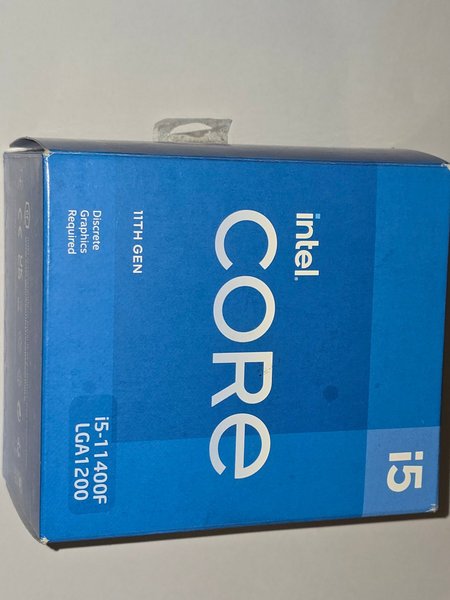 intel.
CORE
i5
11TH GEN
Discrete
Graphics
Required
i5-11400F
LGA1200